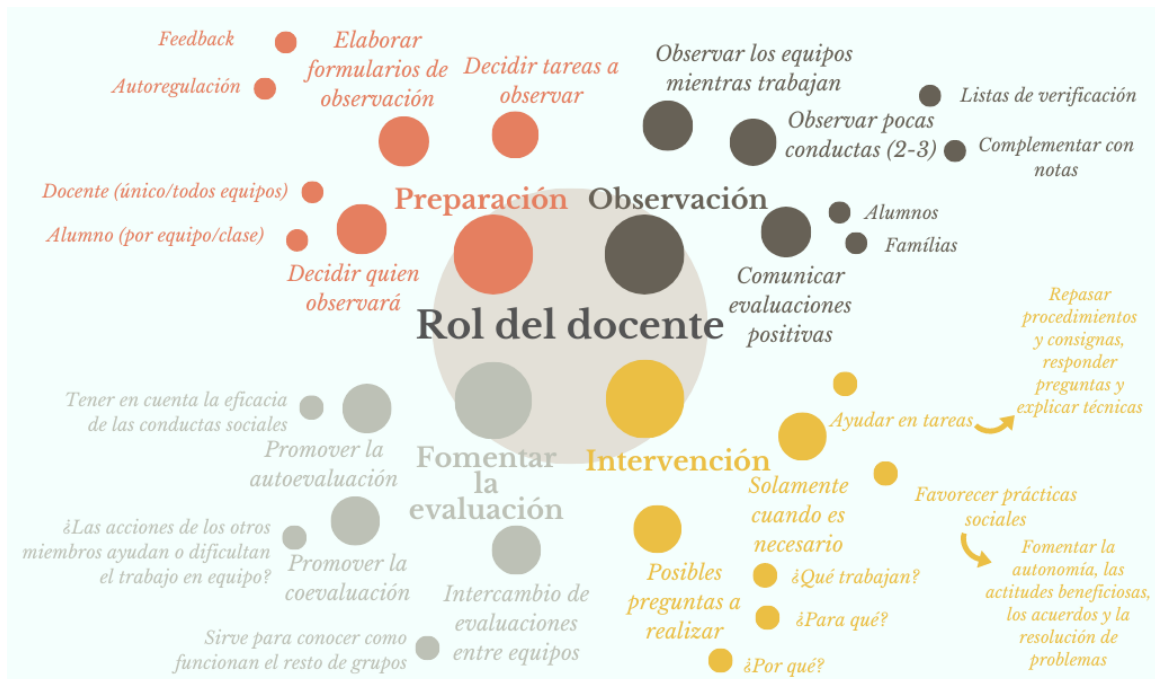 Feedback
Autoregulación
Elaborar
formularios de
observación
Decidir tareas a
observar
Docente (único/todos equipos)
Alumno (por equipo/clase)
Decidir quien
observará
Preparación
Observar los equipos
mientras trabajan
Observar pocas
conductas (2-3)
Listas de verificación
Complementar con
notas
Observación
Alumnos
Famílias
Comunicar
evaluaciones
positivas
Rol del docente
Tener en cuenta la eficacia
de las conductas sociales
Promover la
autoevaluación
Fomentar
la
evaluación
¿Las acciones de los otros
miembros ayudan o dificultan
el trabajo en equipo?
Promover la
coevaluación
Intercambio de
evaluaciones
entre equipos
Sirve para conocer como
funcionan el resto de grupos
Intervención
Solamente
cuando es
necesario
Ayudar en tareas
Repasar
procedimientos
y consignas,
responder
preguntas y
explicar técnicas
Favorecer prácticas
sociales
Fomentar la
autonomía, las
actitudes beneficiosas,
los acuerdos y la
resolución de
problemas
Posibles
preguntas a
realizar
¿Qué trabajan?
¿Para qué?
¿Por qué?